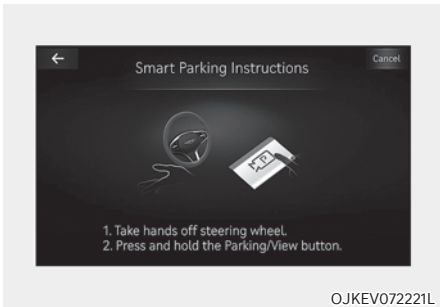 Smart Parking Instructions
Cancel
P
1. Take hands off steering wheel.
2. Press and hold the Parking/View button.
OJKEV072221L